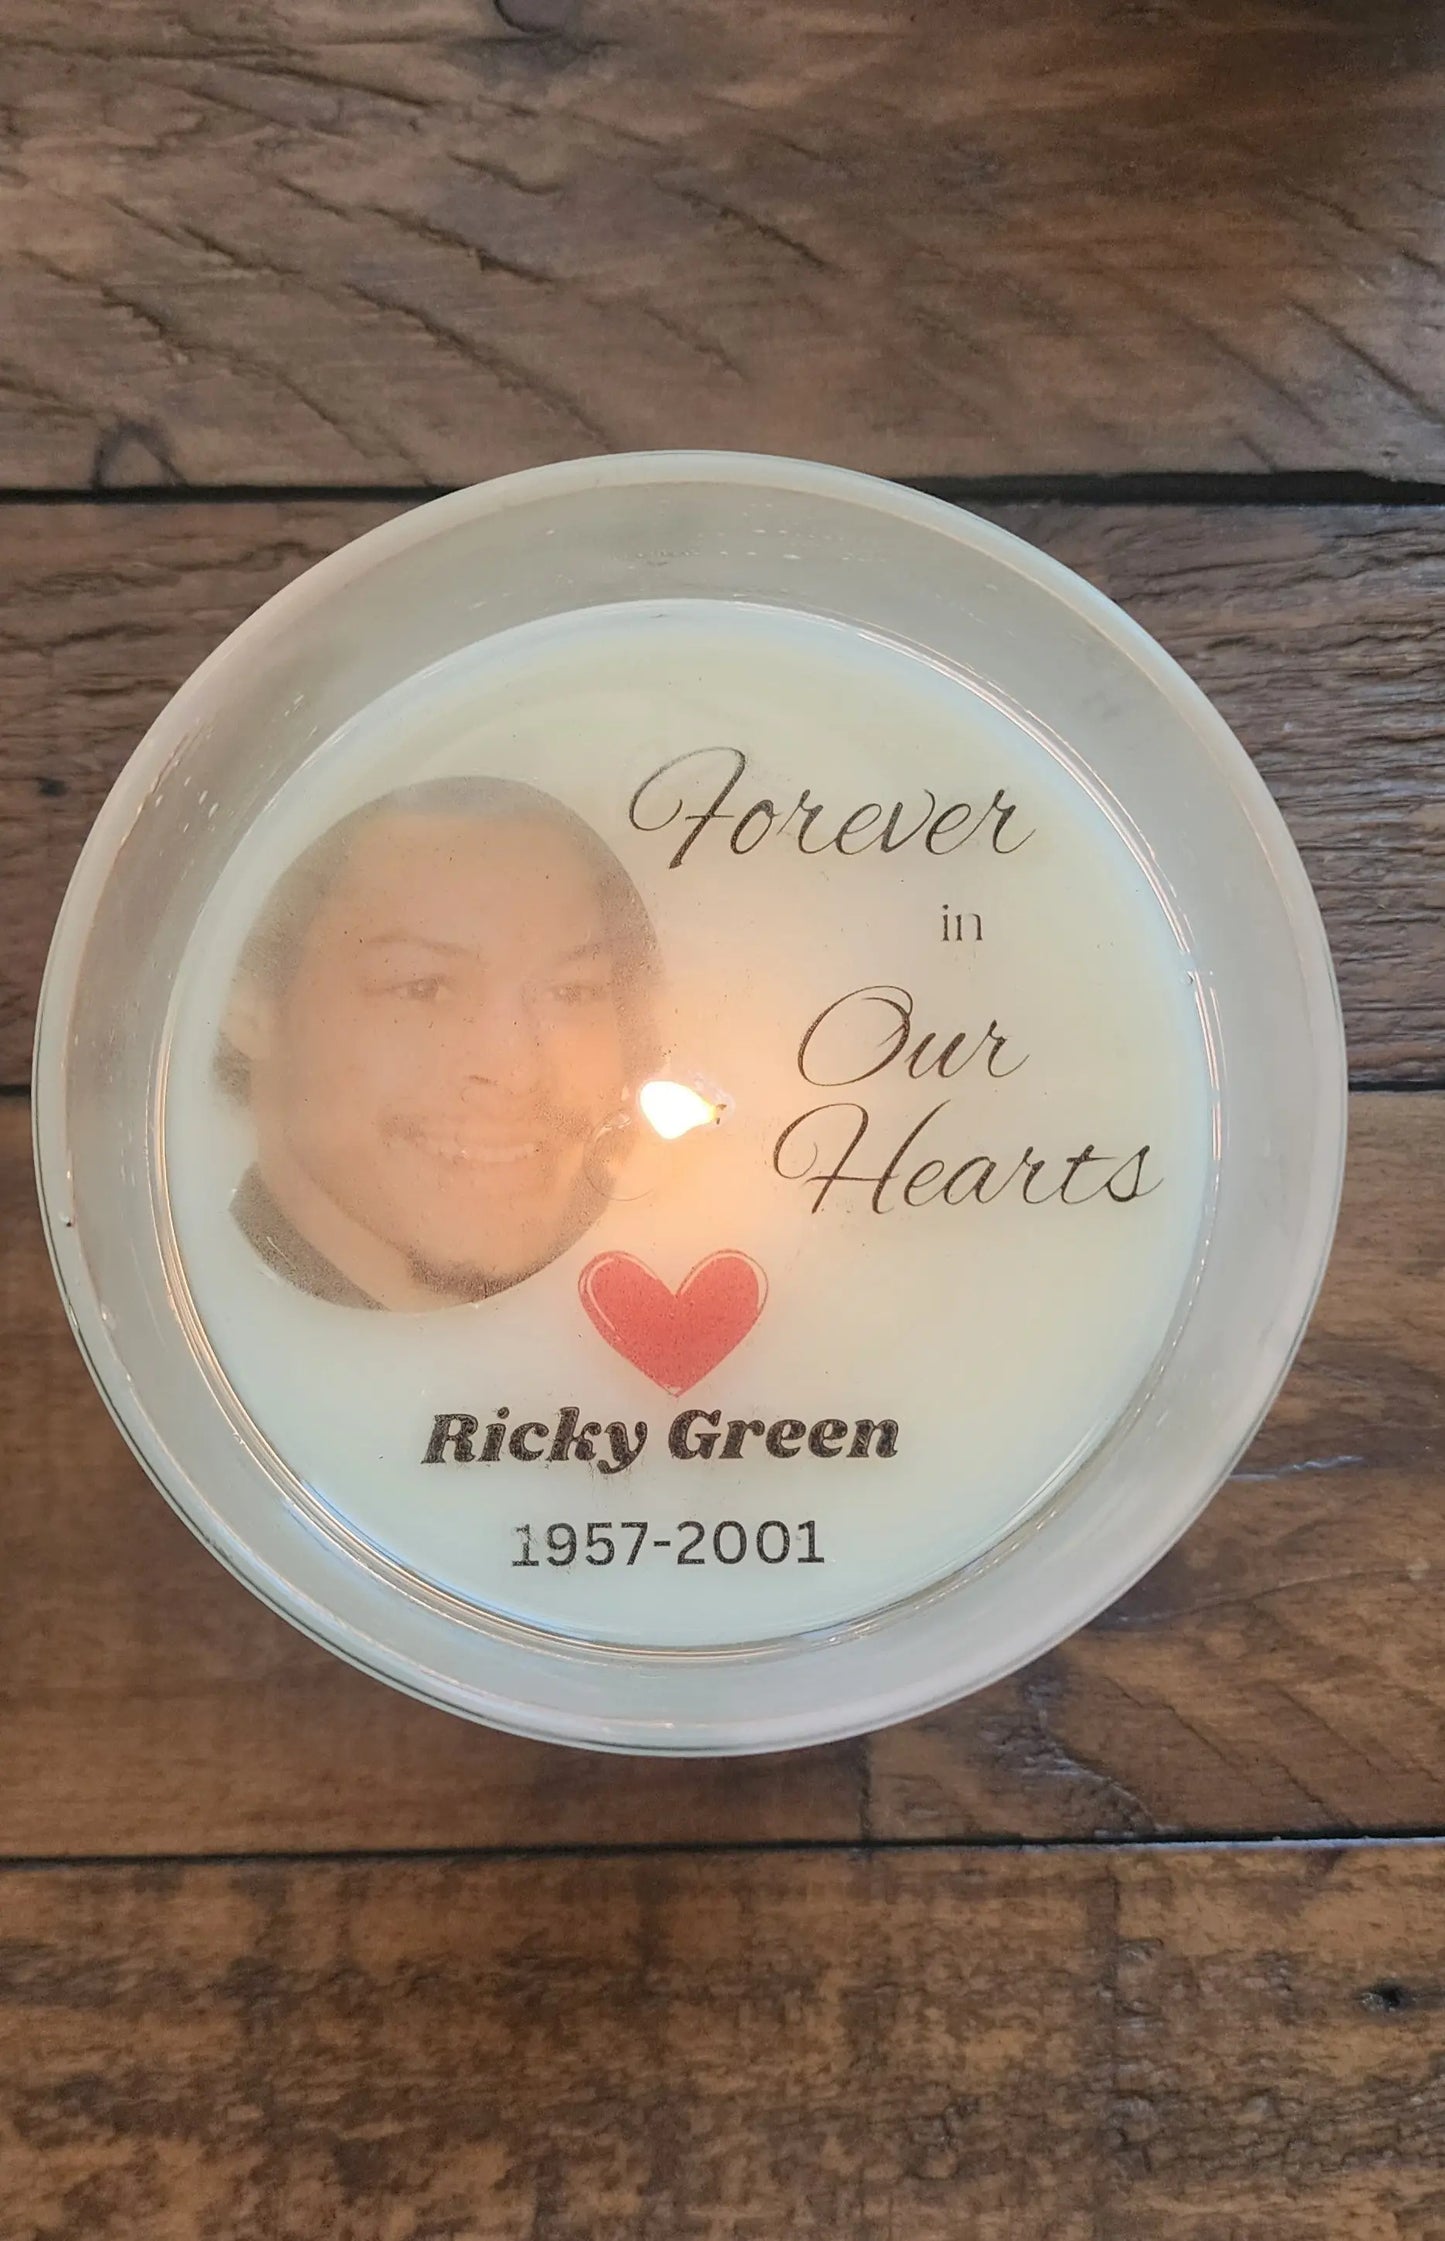 Forever
in
Our
Hearts
Ricky Green
1957-2001